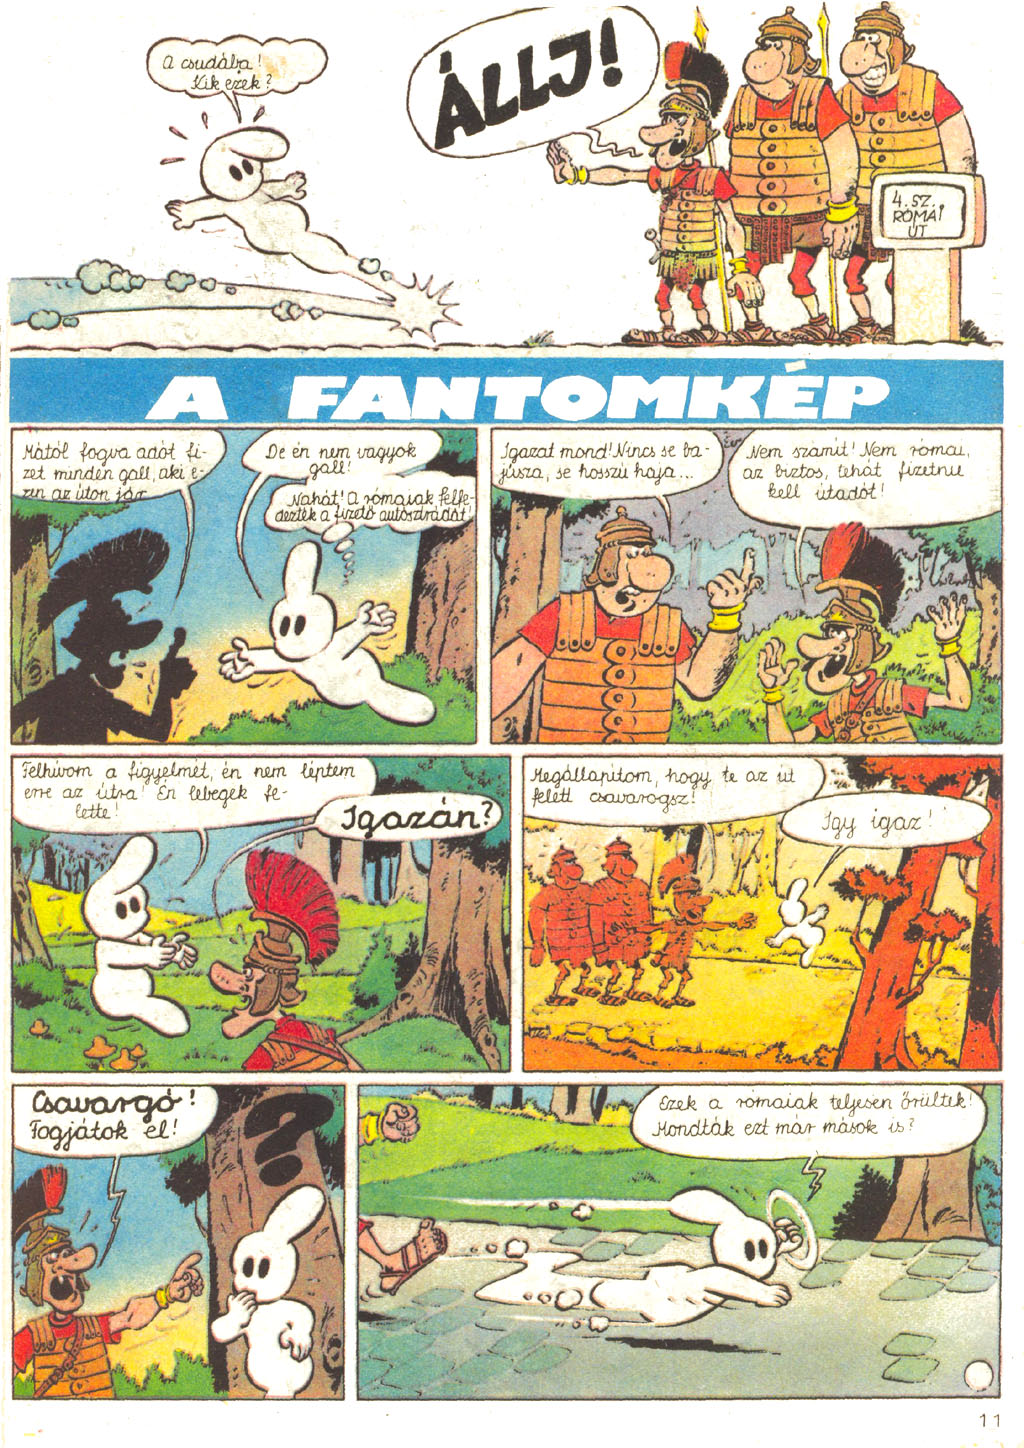 A csudába!
Kik ezek?
ÁLLJ!
4. SZ.
RÓMAI
ÚT
A FANTOMKÉP
Mától fogva adót fi-
zet minden gall, aki e-
zen az úton jár
De én nem vagyok
gall!
Nahát! A rómaiak felfe-
dezték a fizető autósztrádát!
Igazat mond! Nincs se ba-
júsza, se hosszú haja...
Nem számít! Nem római,
az biztos, tehát fizetnie
kell útadót!
Felhívom a figyelmét, én nem léptem
erre az útra! Én lebegek fe-
lette!
Igazán?
Megállapítom, hogy te az út
felett csavarogsz!
Így igaz!
Csavargó!
Fogjátok el!
?
Ezek a rómaiak teljesen őrültek!
Mondták ezt már mások is?
11